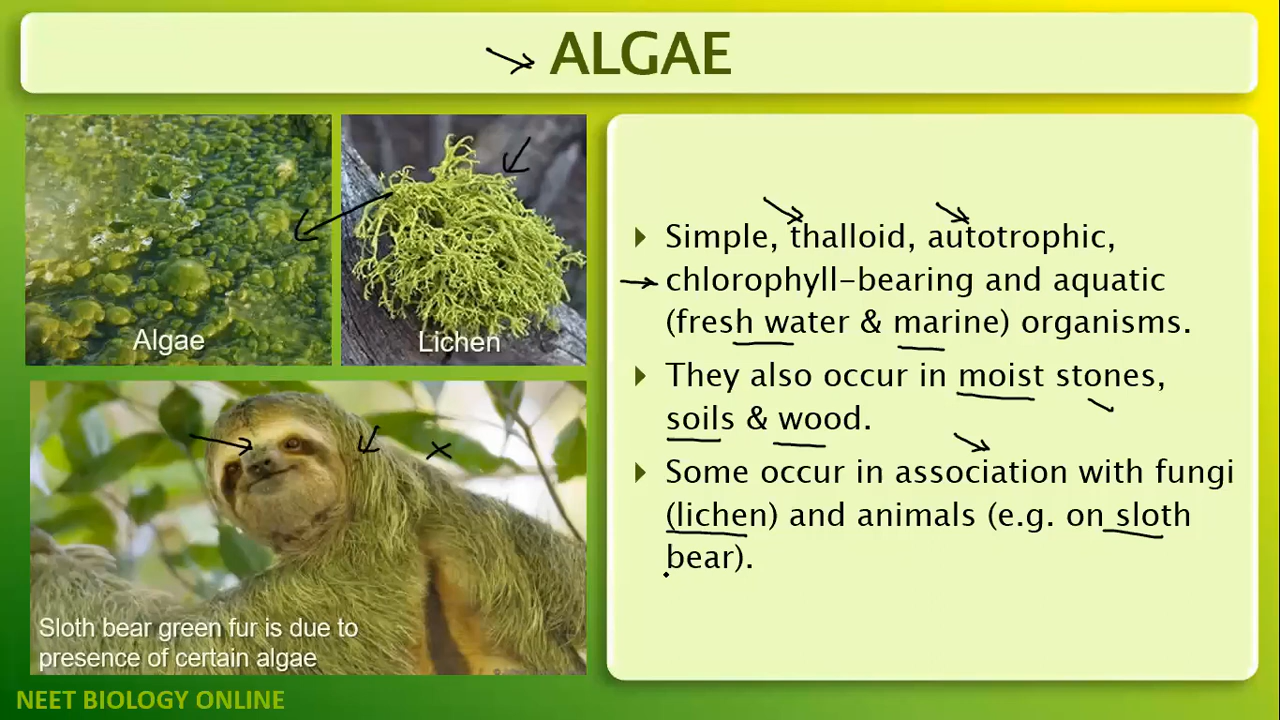 ALGAE
Algae
Lichen
Sloth bear green fur is due to
presence of certain algae
Simple, thalloid, autotrophic,
chlorophyll-bearing and aquatic
(fresh water & marine) organisms.
They also occur in moist stones,
soils & wood.
Some occur in association with fungi
(lichen) and animals (e.g. on sloth
bear).
NEET BIOLOGY ONLINE